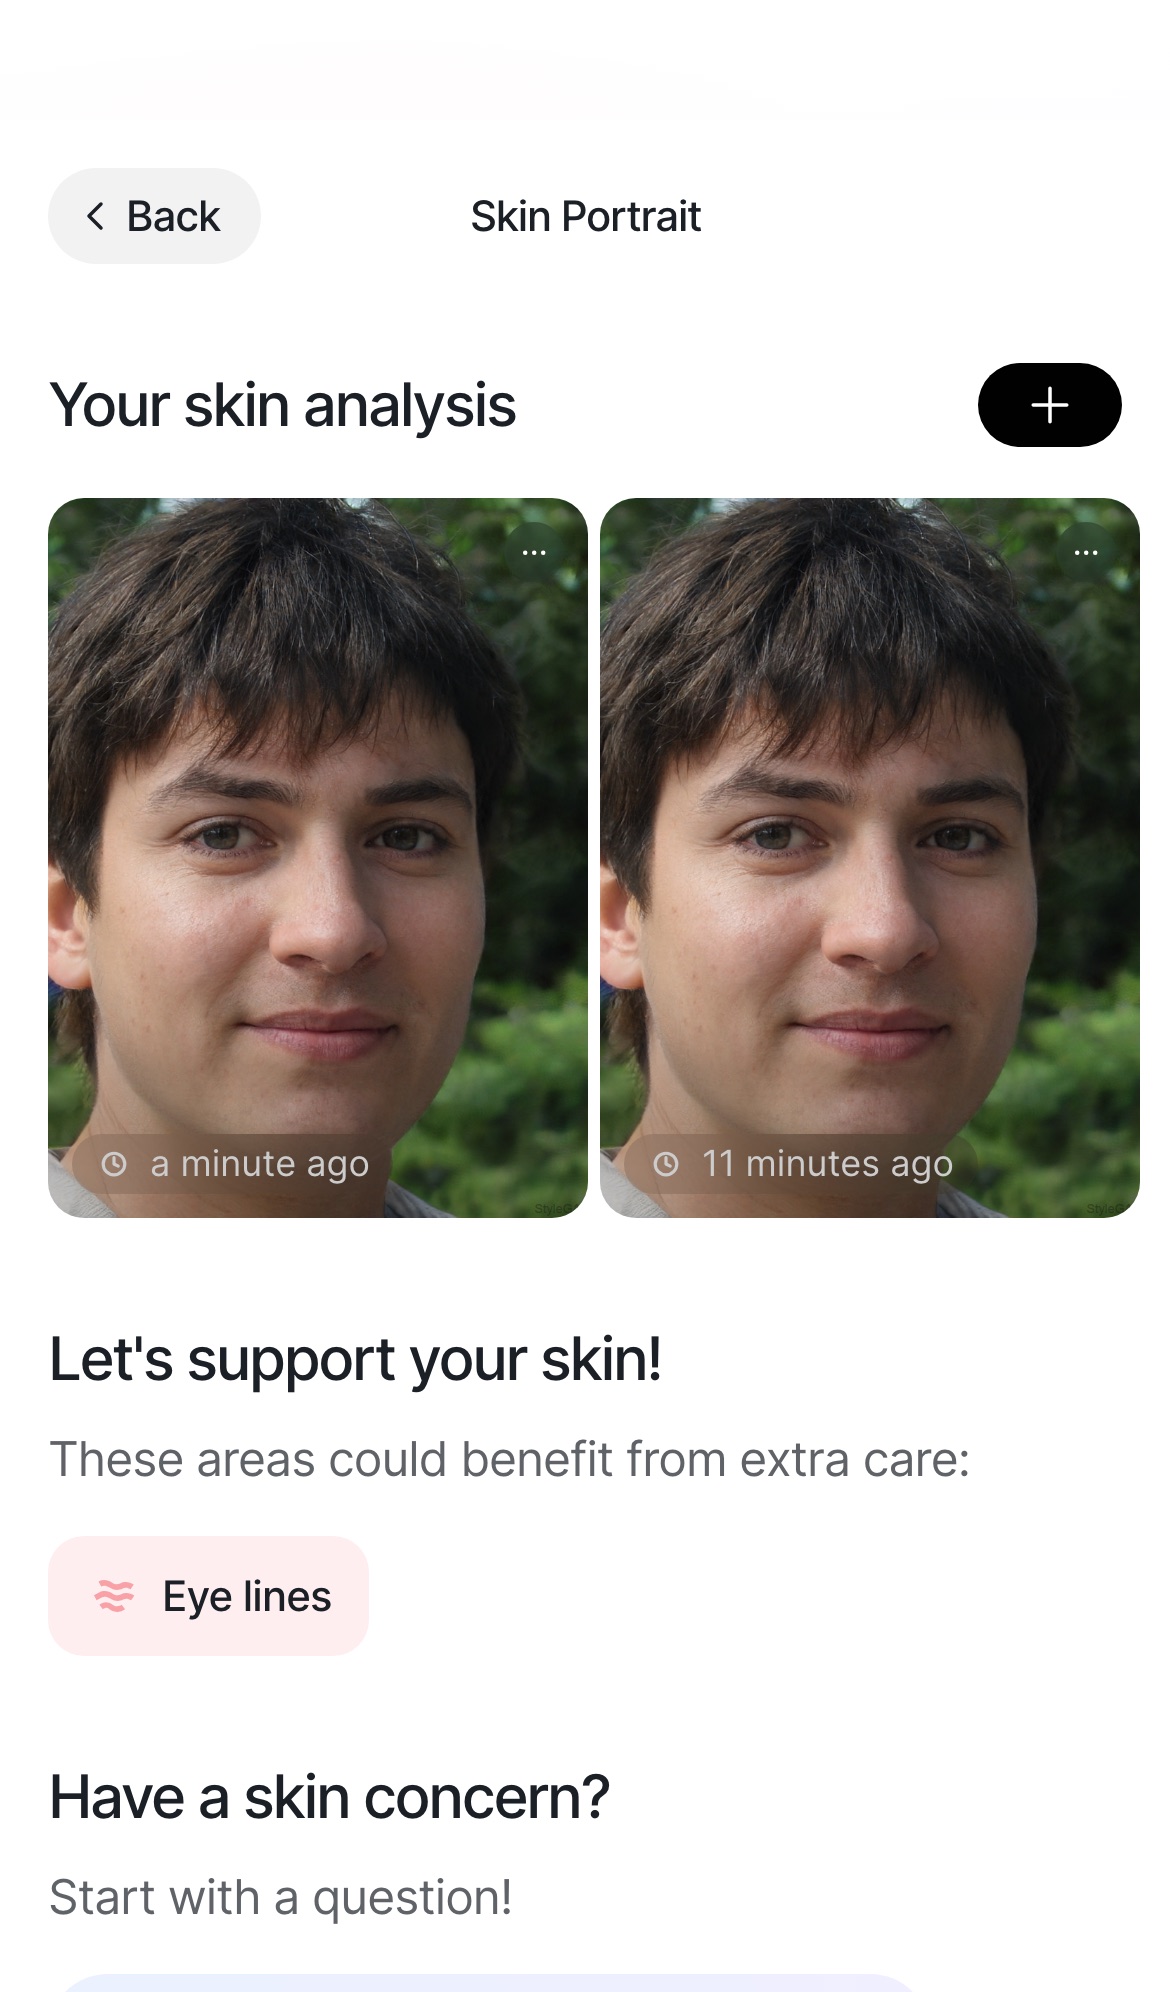 Back
Skin Portrait
Your skin analysis
a minute ago
11 minutes ago
Let's support your skin!
These areas could benefit from extra care:
Eye lines
Have a skin concern?
Start with a question!